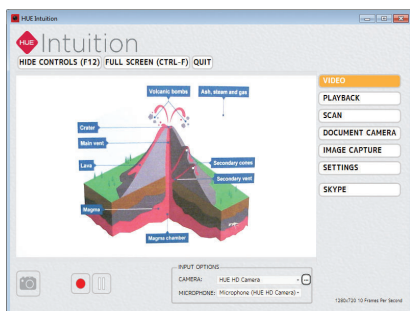 HUE Intuition
HUE Intuition
HIDE CONTROLS (F12) FULL SCREEN (CTRL-F) QUIT
Volcanic bombs
Ash, steam and gas
Crater
Main vent
Lava
Secondary cones
Secondary vent
Magma
Magma chamber
VIDEO
PLAYBACK
SCAN
DOCUMENT CAMERA
IMAGE CAPTURE
SETTINGS
SKYPE
INPUT OPTIONS
CAMERA: HUE HD Camera ...
MICROPHONE: Microphone (HUE HD Camera)
1280x720 10 Frames Per Second